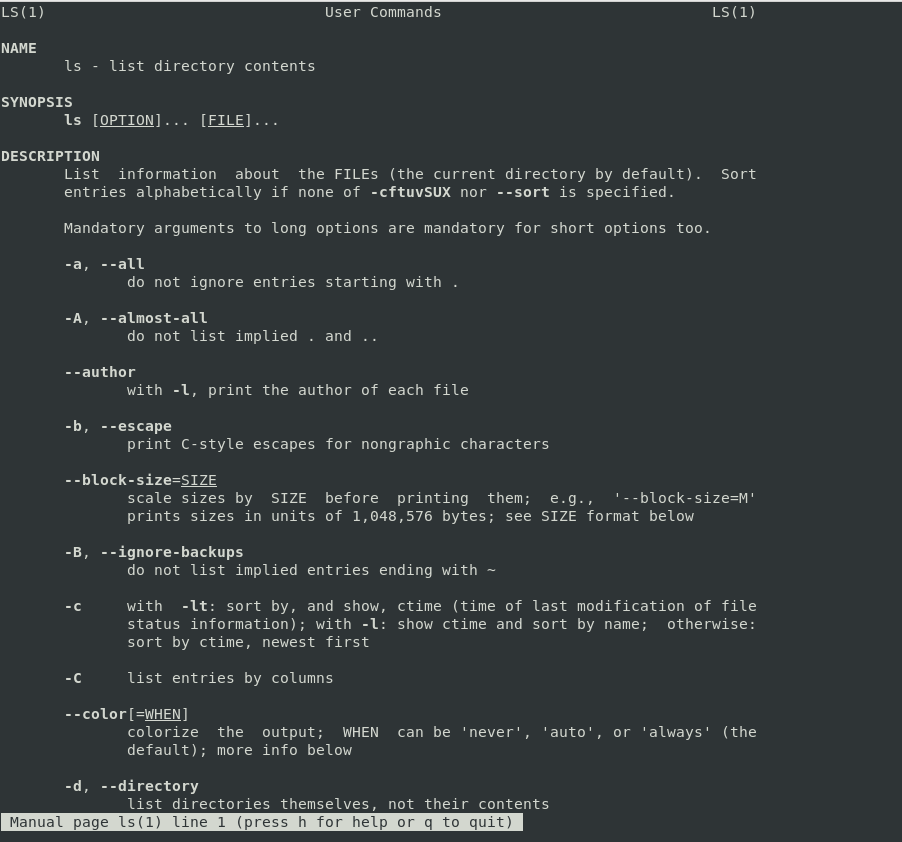 LS(1) User Commands LS(1)
NAME
ls - list directory contents
SYNOPSIS
ls [OPTION]... [FILE]...
DESCRIPTION
List information about the FILEs (the current directory by default). Sort
entries alphabetically if none of -cftuvSUX nor --sort is specified.
Mandatory arguments to long options are mandatory for short options too.
-a, --all
do not ignore entries starting with .
-A, --almost-all
do not list implied . and ..
--author
with -l, print the author of each file
-b, --escape
print C-style escapes for nongraphic characters
--block-size=SIZE
scale sizes by SIZE before printing them; e.g., '--block-size=M'
prints sizes in units of 1,048,576 bytes; see SIZE format below
-B, --ignore-backups
do not list implied entries ending with ~
-c with -lt: sort by, and show, ctime (time of last modification of file
status information); with -l: show ctime and sort by name; otherwise:
sort by ctime, newest first
-C list entries by columns
--color[=WHEN]
colorize the output; WHEN can be 'never', 'auto', or 'always' (the
default); more info below
-d, --directory
list directories themselves, not their contents
Manual page ls(1) line 1 (press h for help or q to quit)